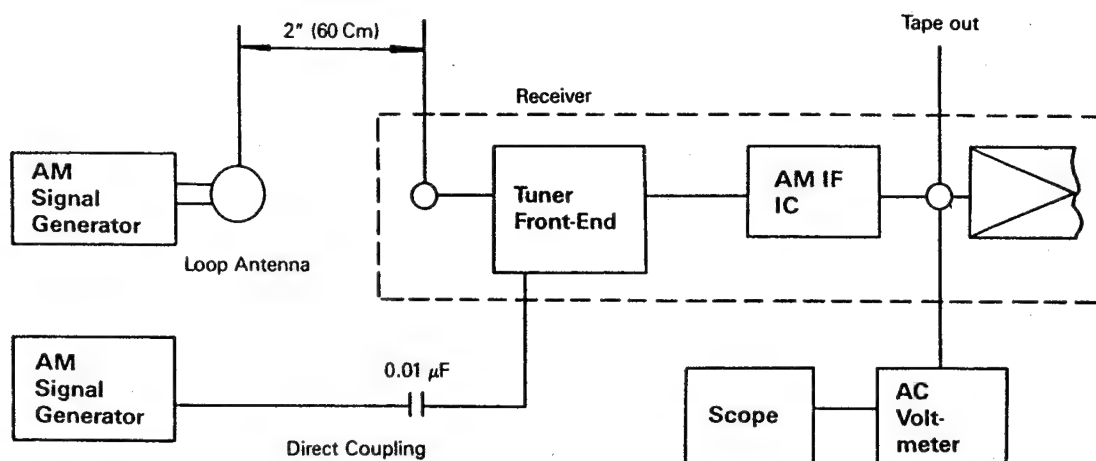 2" (60 Cm)
Tape out
Receiver
AM
Signal
Generator
Loop Antenna
Tuner
Front-End
AM IF
IC
AM
Signal
Generator
0.01 μF
Direct Coupling
Scope
AC
Volt-
meter